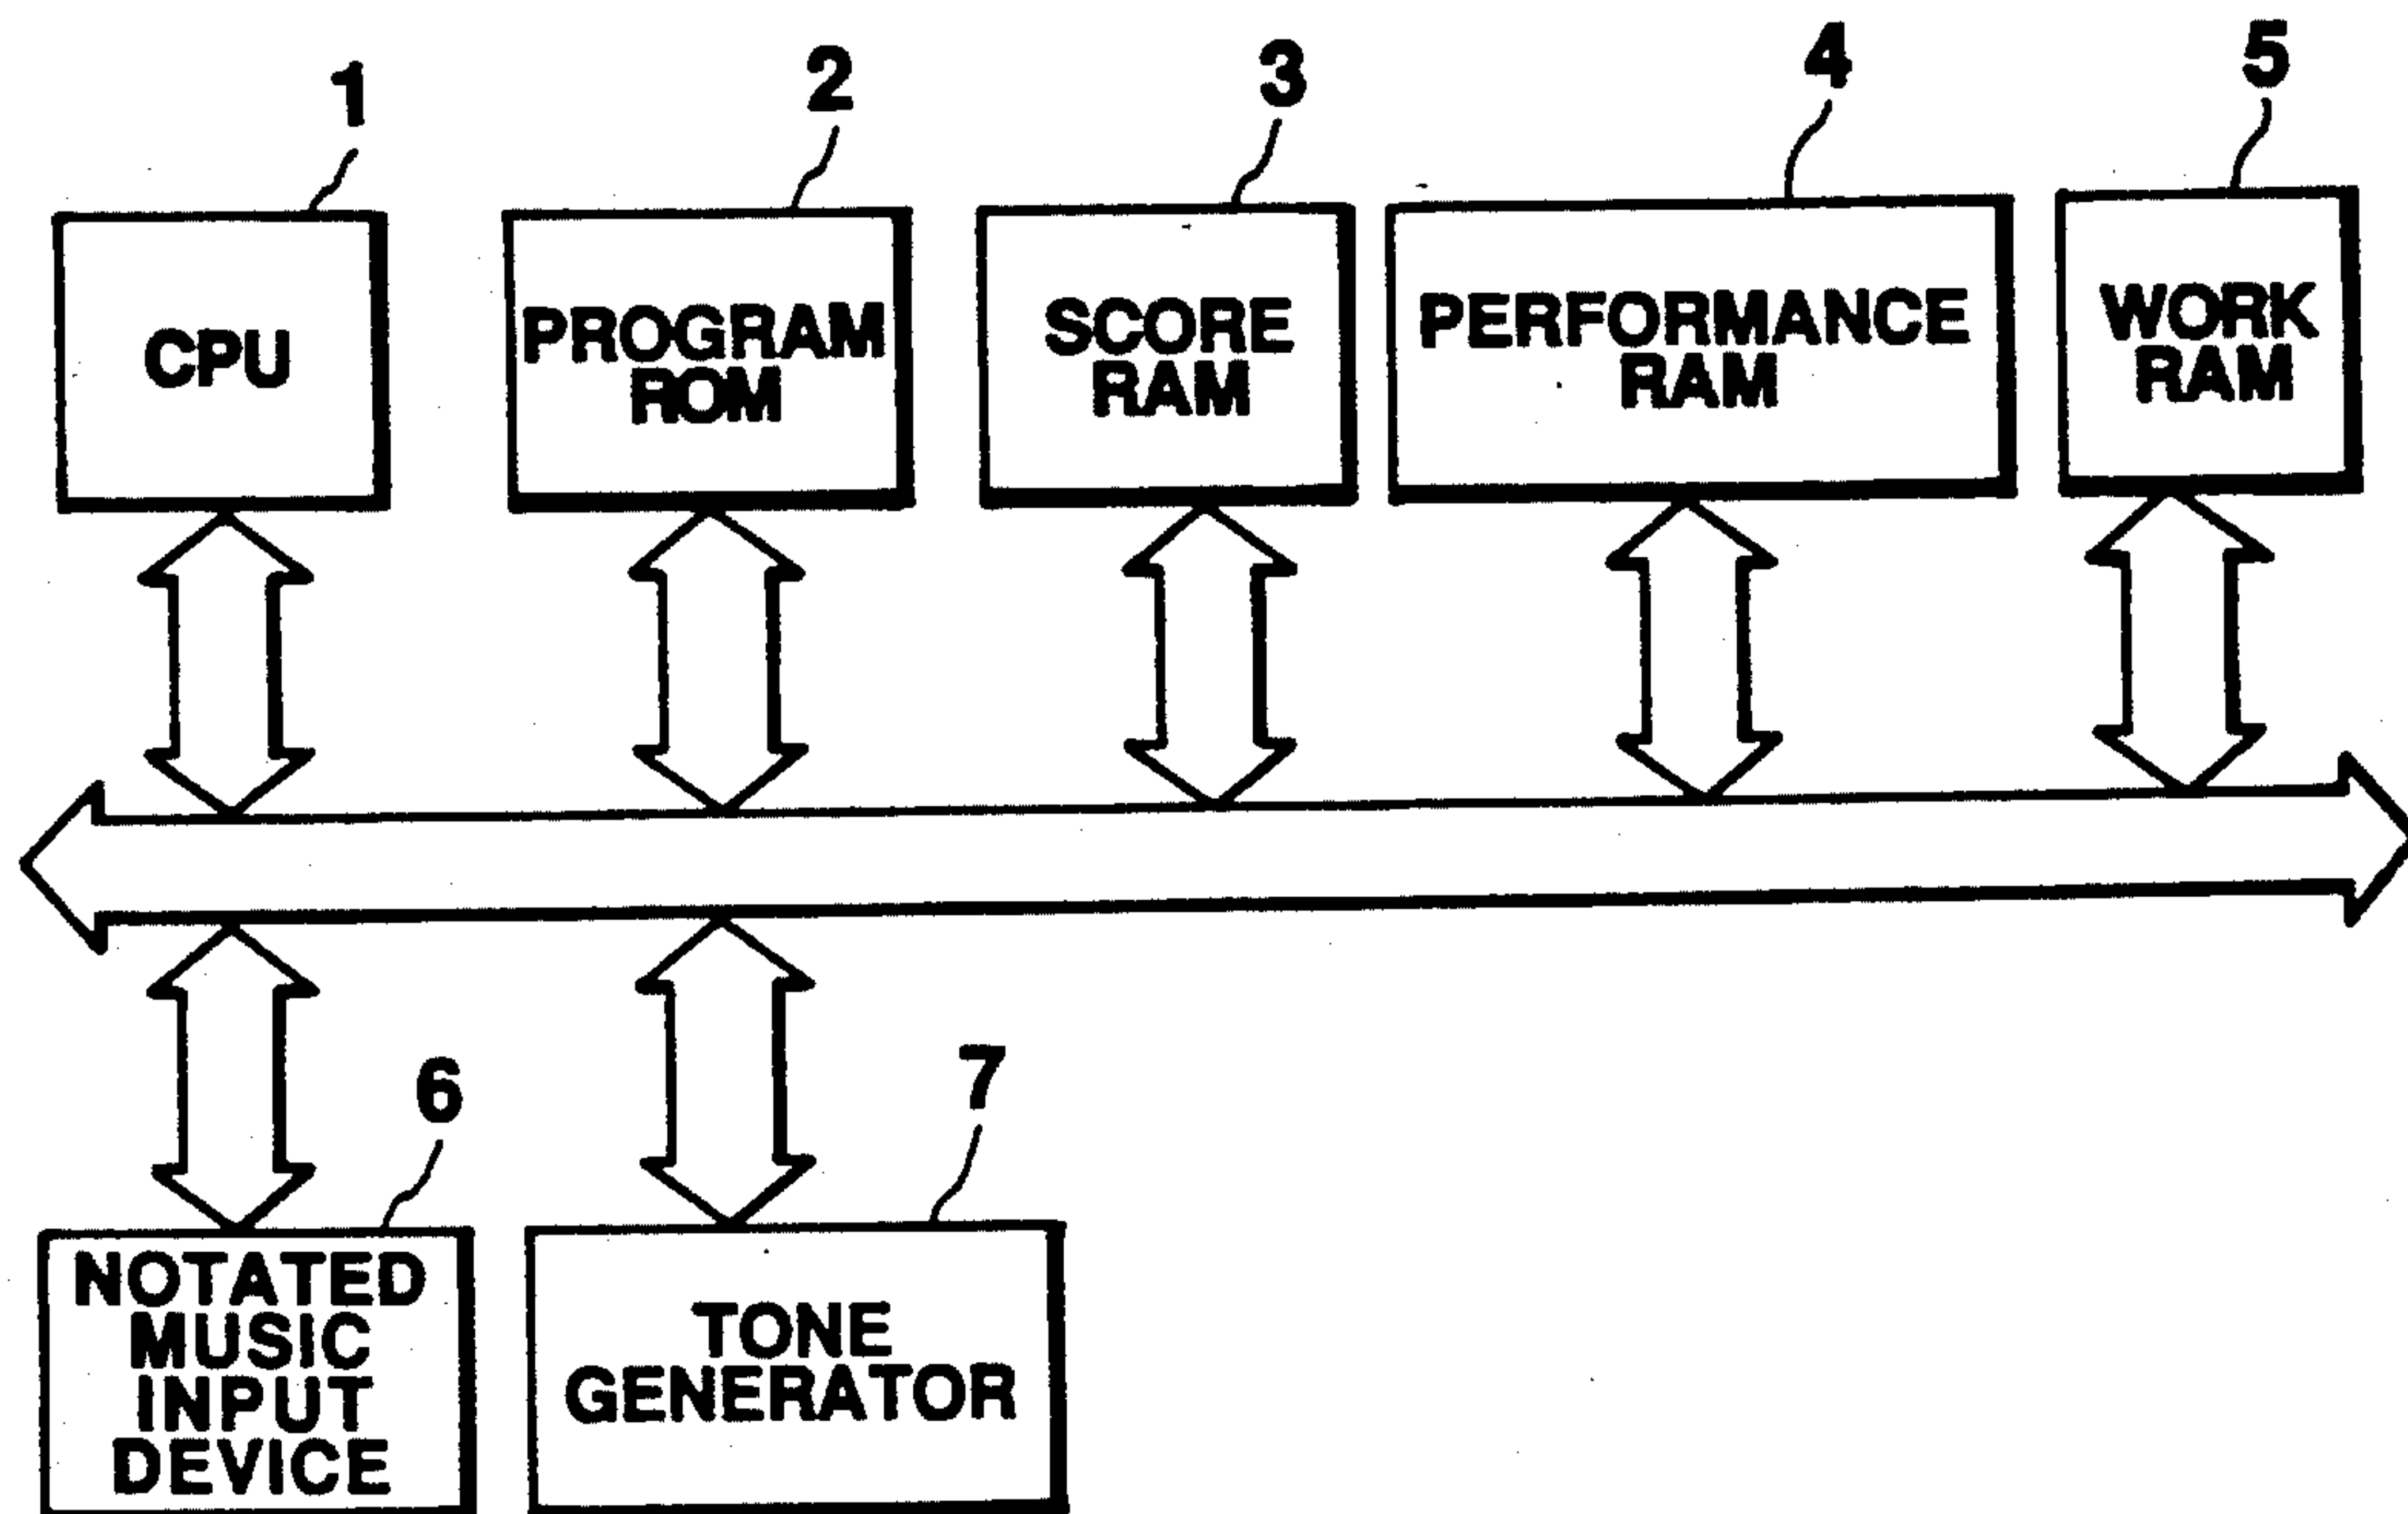 1
2
3
4
5
CPU
PROGRAM
ROM
SCORE
RAM
PERFORMANCE
RAM
WORK
RAM
6
7
NOTATED
MUSIC
INPUT
DEVICE
TONE
GENERATOR